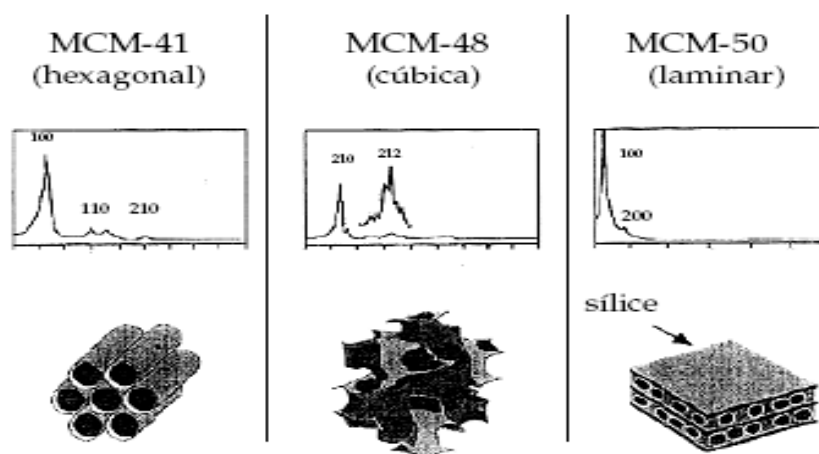 MCM-41
(hexagonal)
100
110
210
MCM-48
(cúbica)
210
212
MCM-50
(laminar)
100
200
sílice